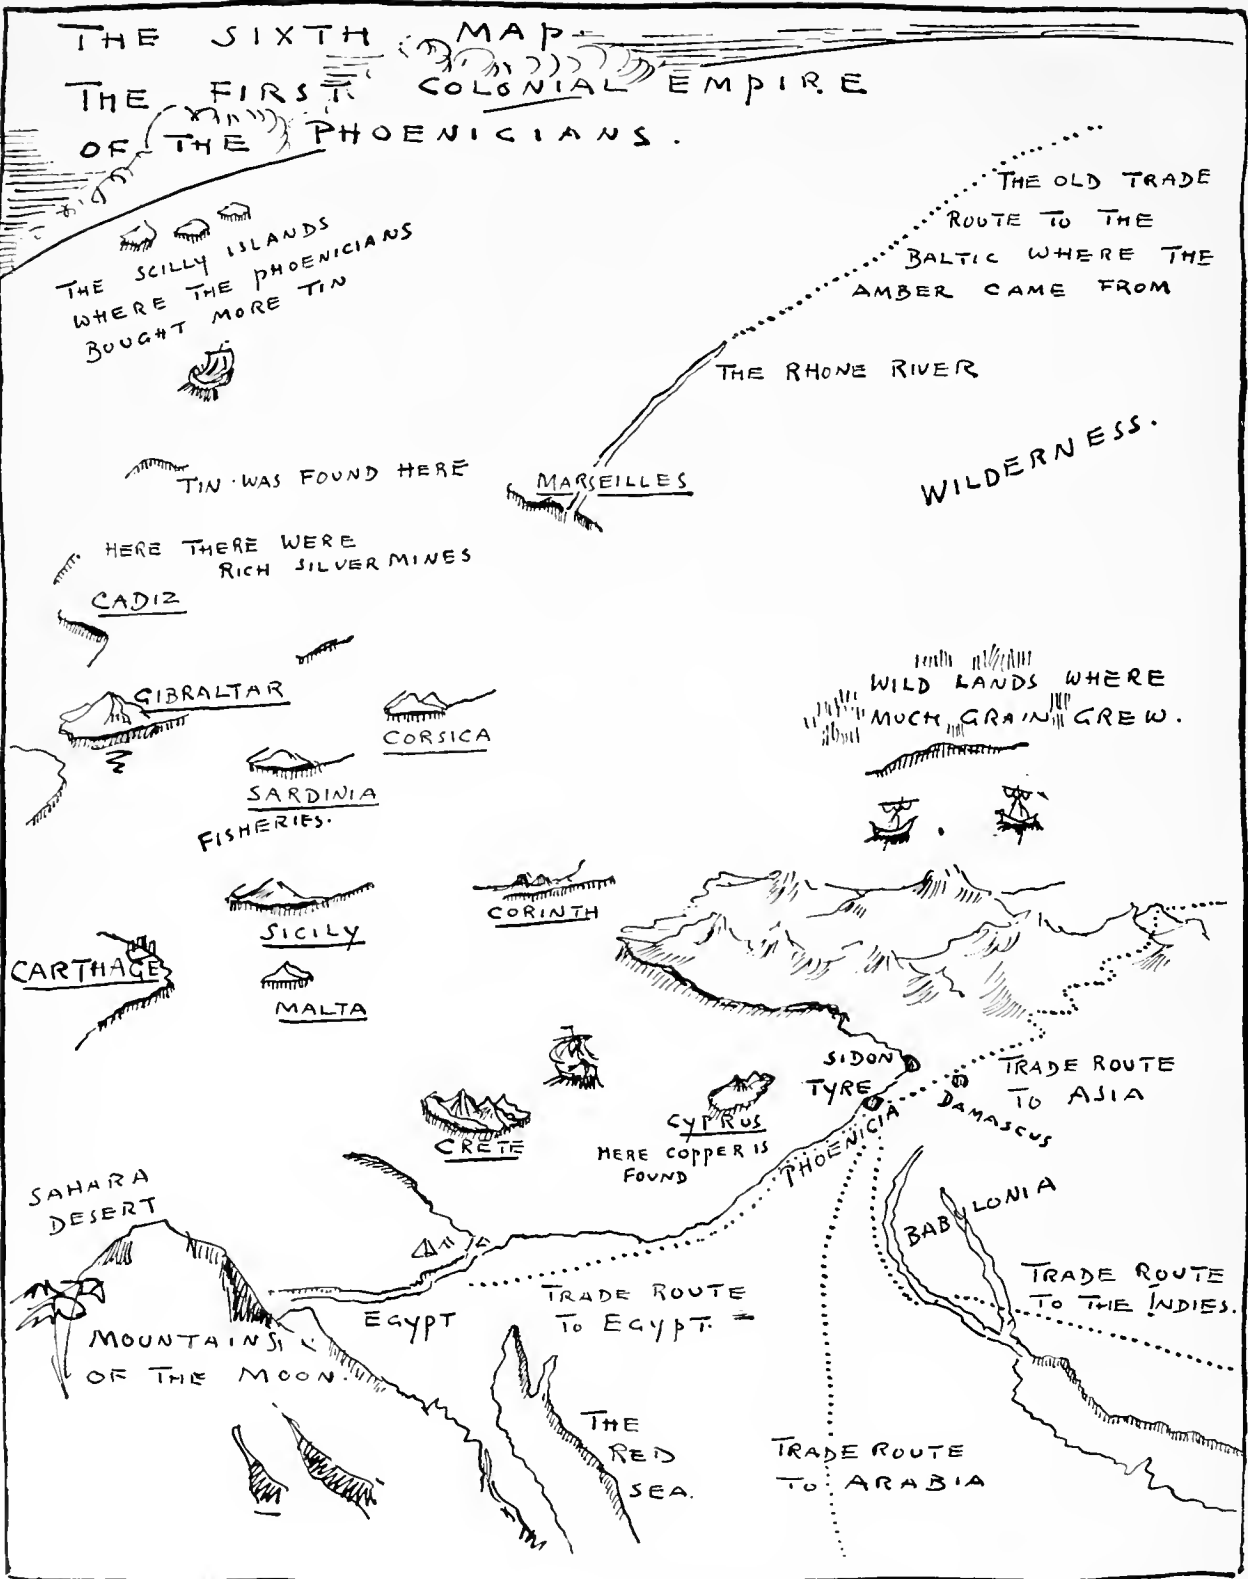 THE SIXTH MAP.
THE FIRST COLONIAL EMPIRE
OF THE PHOENICIANS.
THE OLD TRADE
ROUTE TO THE
BALTIC WHERE THE
AMBER CAME FROM
THE SCILLY ISLANDS
WHERE THE PHOENICIANS
BOUGHT MORE TIN
THE RHONE RIVER
WILDERNESS.
TIN WAS FOUND HERE
MARSEILLES
HERE THERE WERE
RICH SILVER MINES
CADIZ
GIBRALTAR
CORSICA
WILD LANDS WHERE
MUCH GRAIN GREW.
SARDINIA
FISHERIES.
SICILY
CORINTH
CARTHAGE
MALTA
SIDON
TYRE
TRADE ROUTE
TO ASIA
DAMASCUS
CRETE
CYPRUS
HERE COPPER IS
FOUND
PHOENICIA
SAHARA
DESERT
BABYLONIA
TRADE ROUTE
TO THE INDIES.
EGYPT
TRADE ROUTE
TO EGYPT.
MOUNTAINS
OF THE MOON.
THE
RED
SEA.
TRADE ROUTE
TO ARABIA